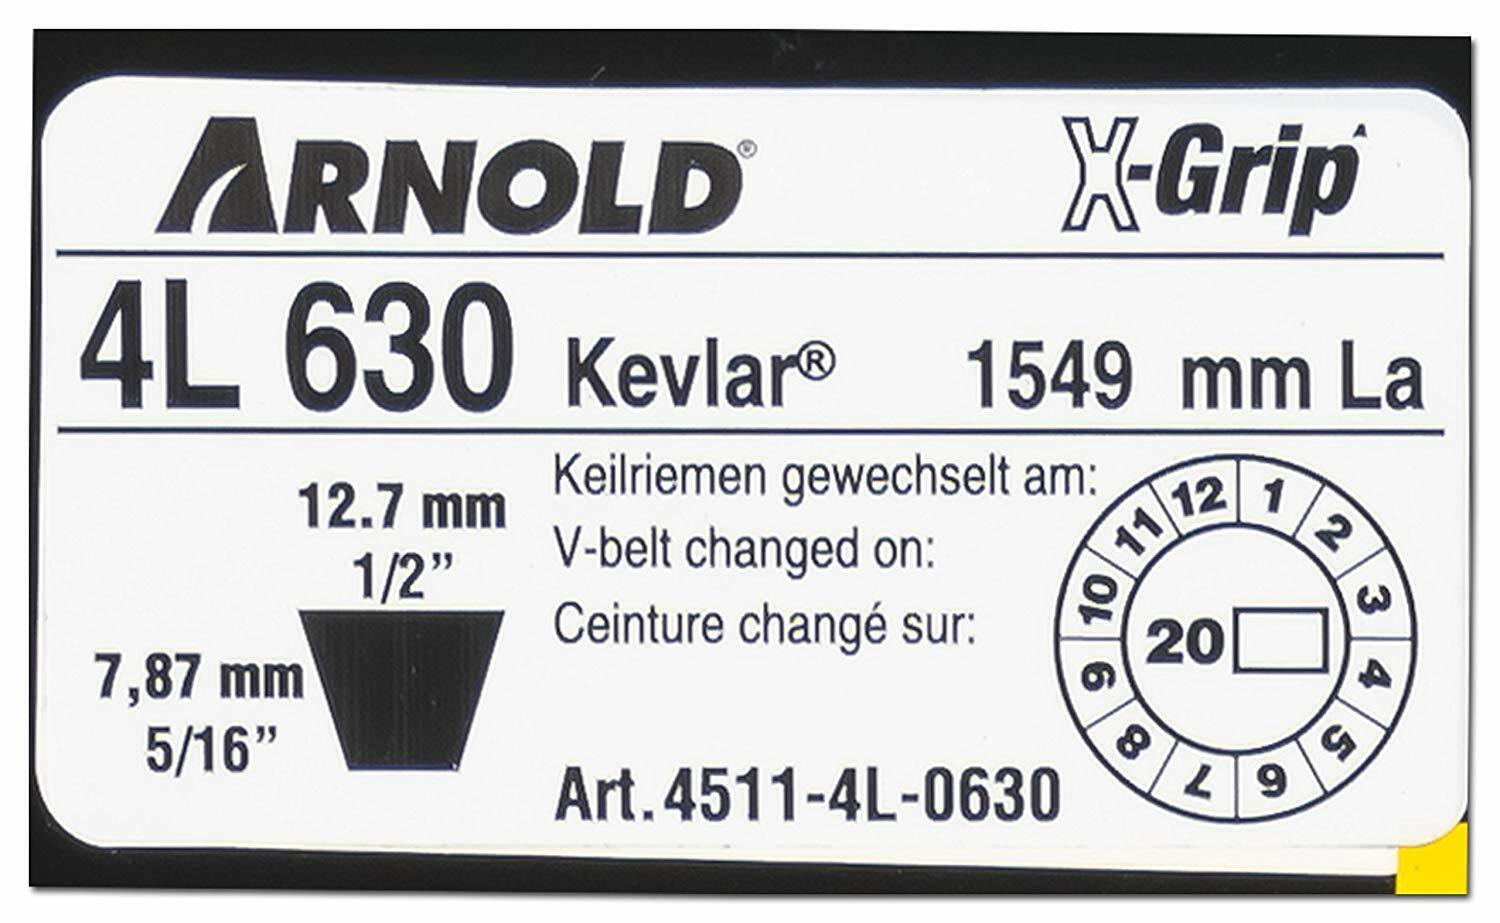 ARNOLD®
X-Grip
4L 630 Kevlar® 1549 mm La
12.7 mm
1/2”
7,87 mm
5/16”
Keilriemen gewechselt am:
V-belt changed on:
Ceinture changé sur:
Art.4511-4L-0630
12 1 2 3 4 5 6 7 8 9 10 11
20